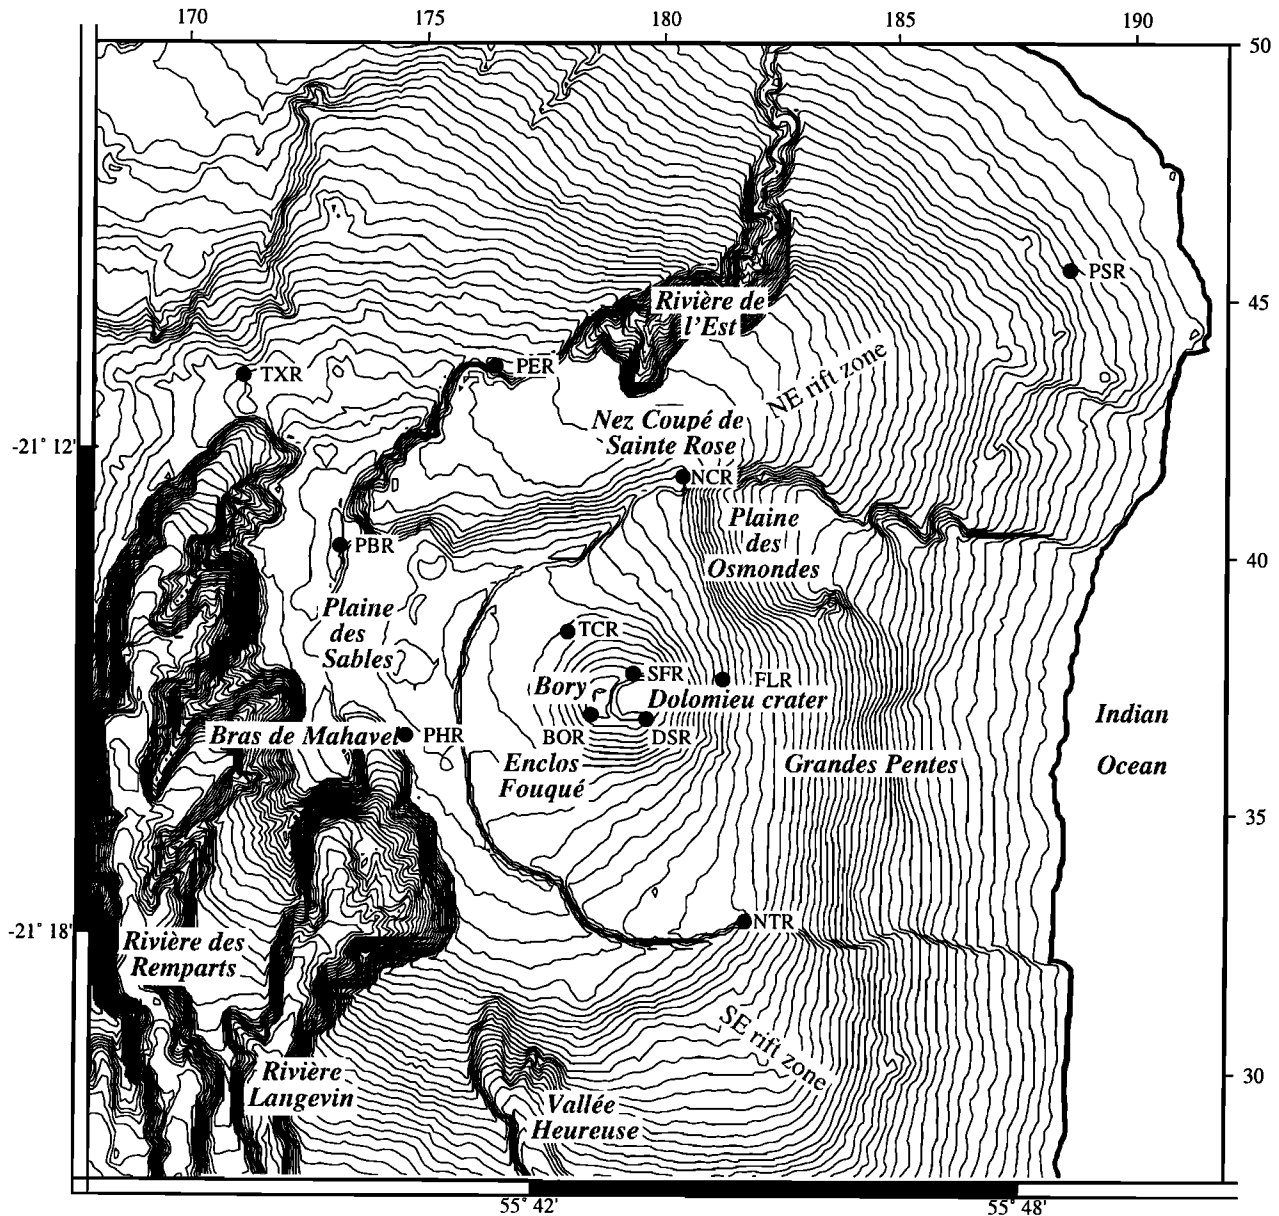 170 175 180 185 190
50
PSR
45
Rivière de
l'Est
PER
TXR
NE rift zone
Nez Coupé de
Sainte Rose
-21° 12'
NCR
Plaine
des
Osmondes
PBR
40
Plaine
des
Sables
TCR
SFR
FLR
Bory
Dolomieu crater
BOR
DSR
Bras de Mahavel
PHR
Indian
Ocean
Enclos
Fouqué
Grandes Pentes
35
NTR
-21° 18'
Rivière des
Remparts
SE rift zone
30
Rivière
Langevin
Vallée
Heureuse
55° 42' 55° 48'